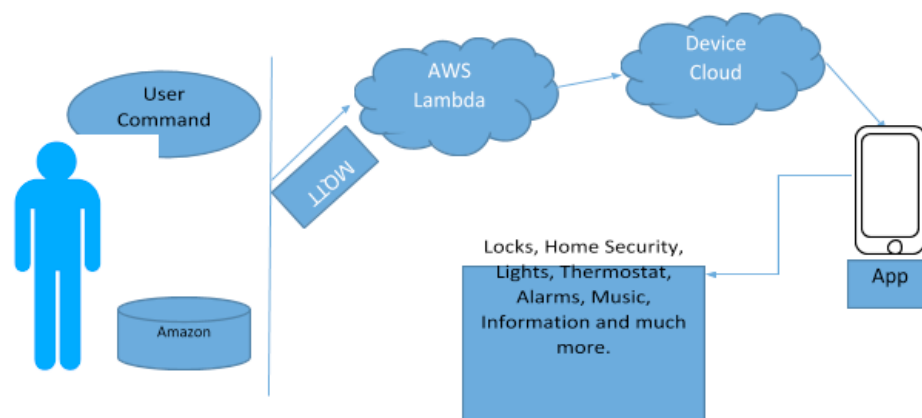 User
Command
Amazon
MQTT
AWS
Lambda
Device
Cloud
App
Locks, Home Security,
Lights, Thermostat,
Alarms, Music,
Information and much
more.